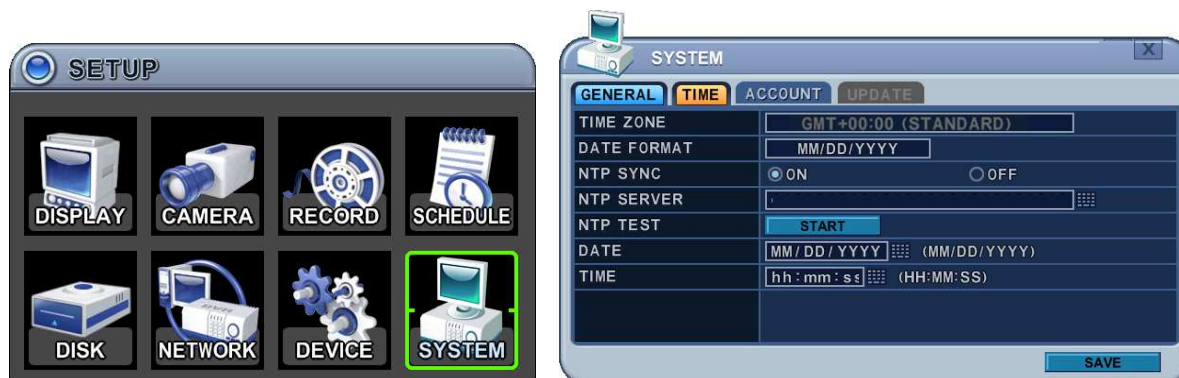 SETUP
DISPLAY CAMERA RECORD SCHEDULE
DISK NETWORK DEVICE SYSTEM
SYSTEM X
GENERAL TIME ACCOUNT UPDATE
TIME ZONE GMT+00:00 (STANDARD)
DATE FORMAT MM/DD/YYYY
NTP SYNC ON OFF
NTP SERVER
NTP TEST START
DATE MM/DD/YYYY (MM/DD/YYYY)
TIME hh:mm:ss (HH:MM:SS)
SAVE